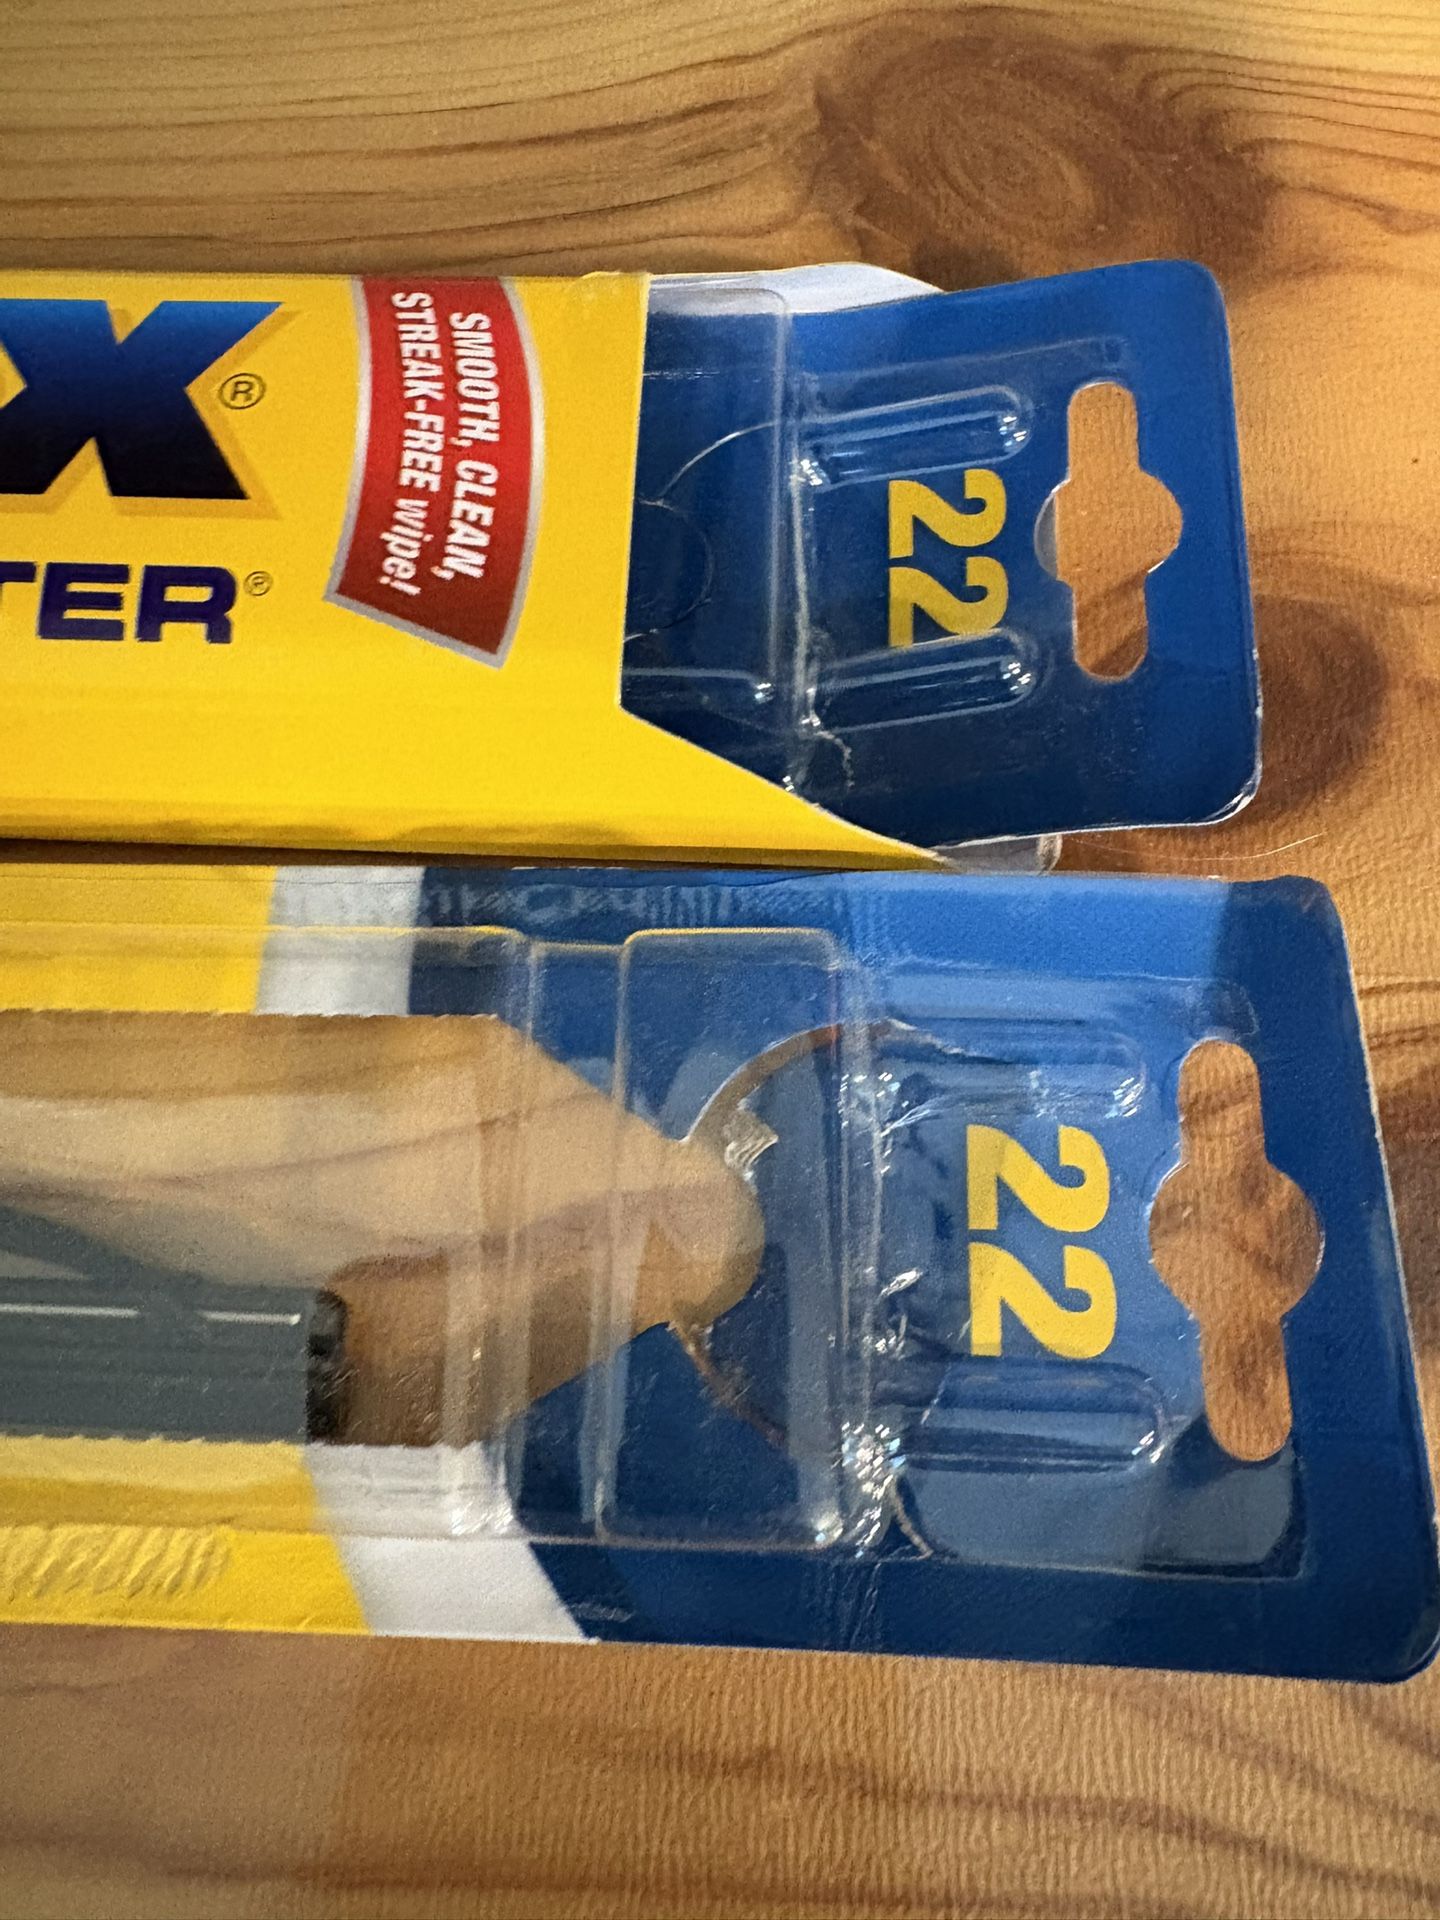 X®
TER®
SMOOTH, CLEAN,
STREAK-FREE wipe!
22
22